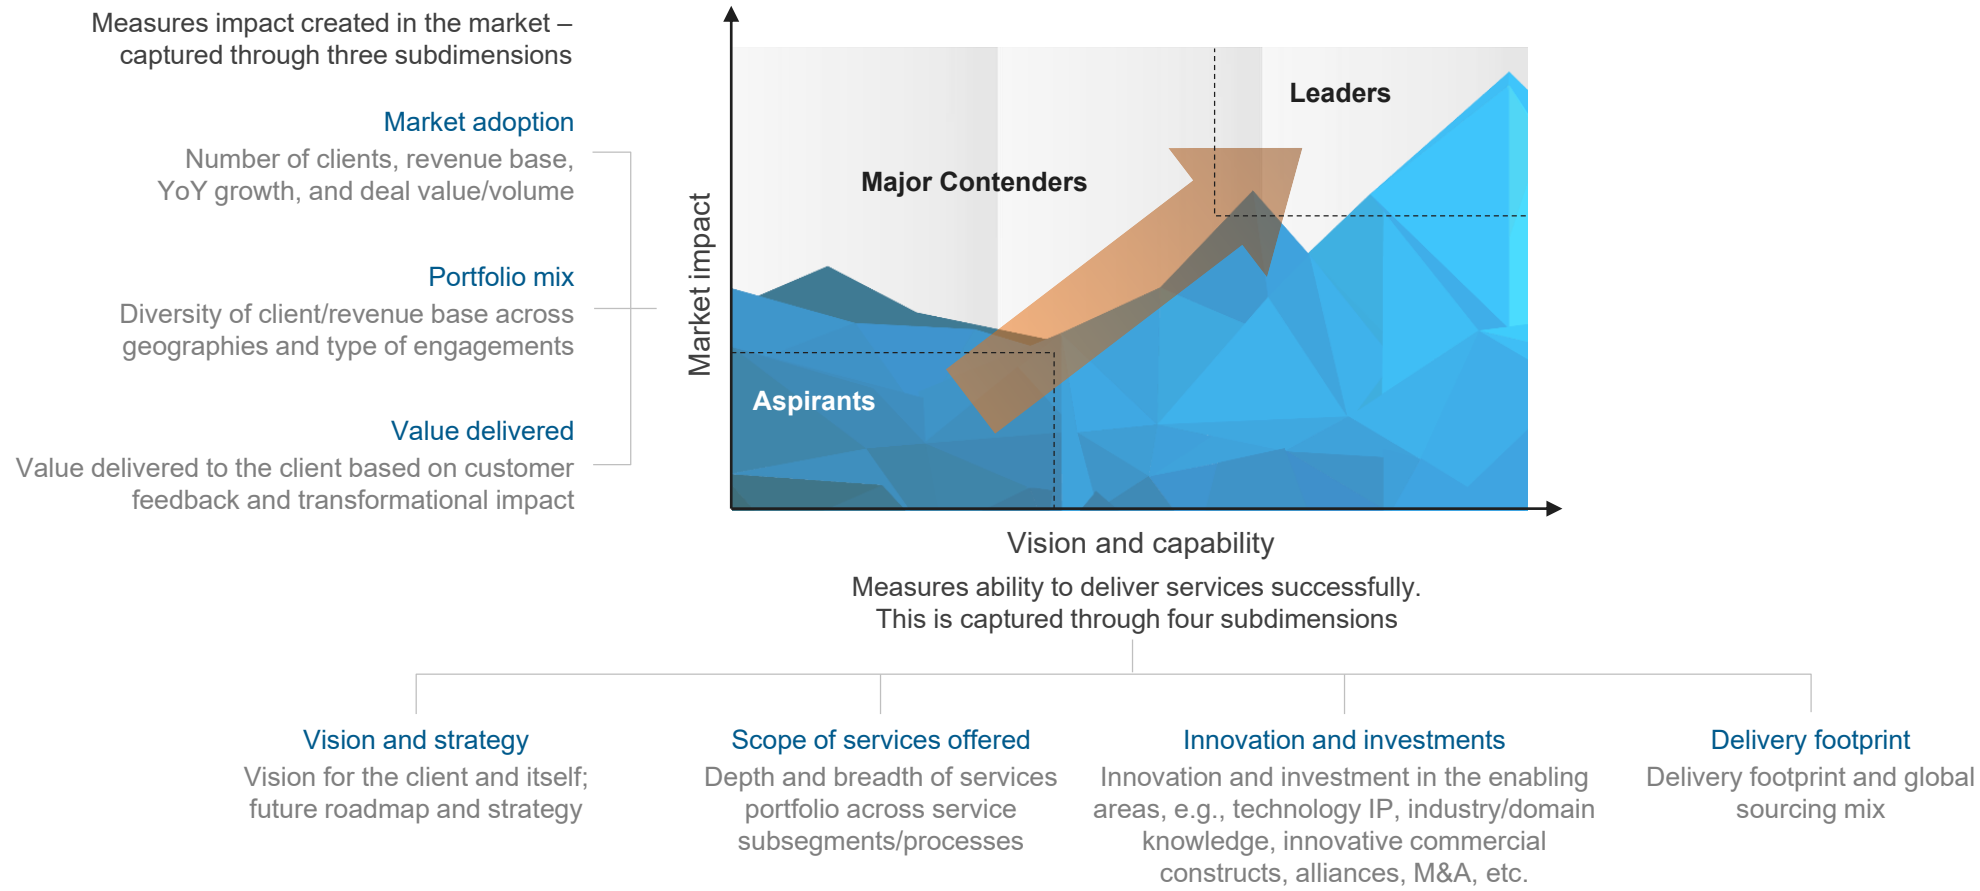 Measures impact created in the market –
captured through three subdimensions
Market adoption
Number of clients, revenue base,
YoY growth, and deal value/volume
Portfolio mix
Diversity of client/revenue base across
geographies and type of engagements
Value delivered
Value delivered to the client based on customer
feedback and transformational impact
Market impact
Leaders
Major Contenders
Aspirants
Vision and capability
Measures ability to deliver services successfully.
This is captured through four subdimensions
Vision and strategy
Vision for the client and itself;
future roadmap and strategy
Scope of services offered
Depth and breadth of services
portfolio across service
subsegments/processes
Innovation and investments
Innovation and investment in the enabling
areas, e.g., technology IP, industry/domain
knowledge, innovative commercial
constructs, alliances, M&A, etc.
Delivery footprint
Delivery footprint and global
sourcing mix